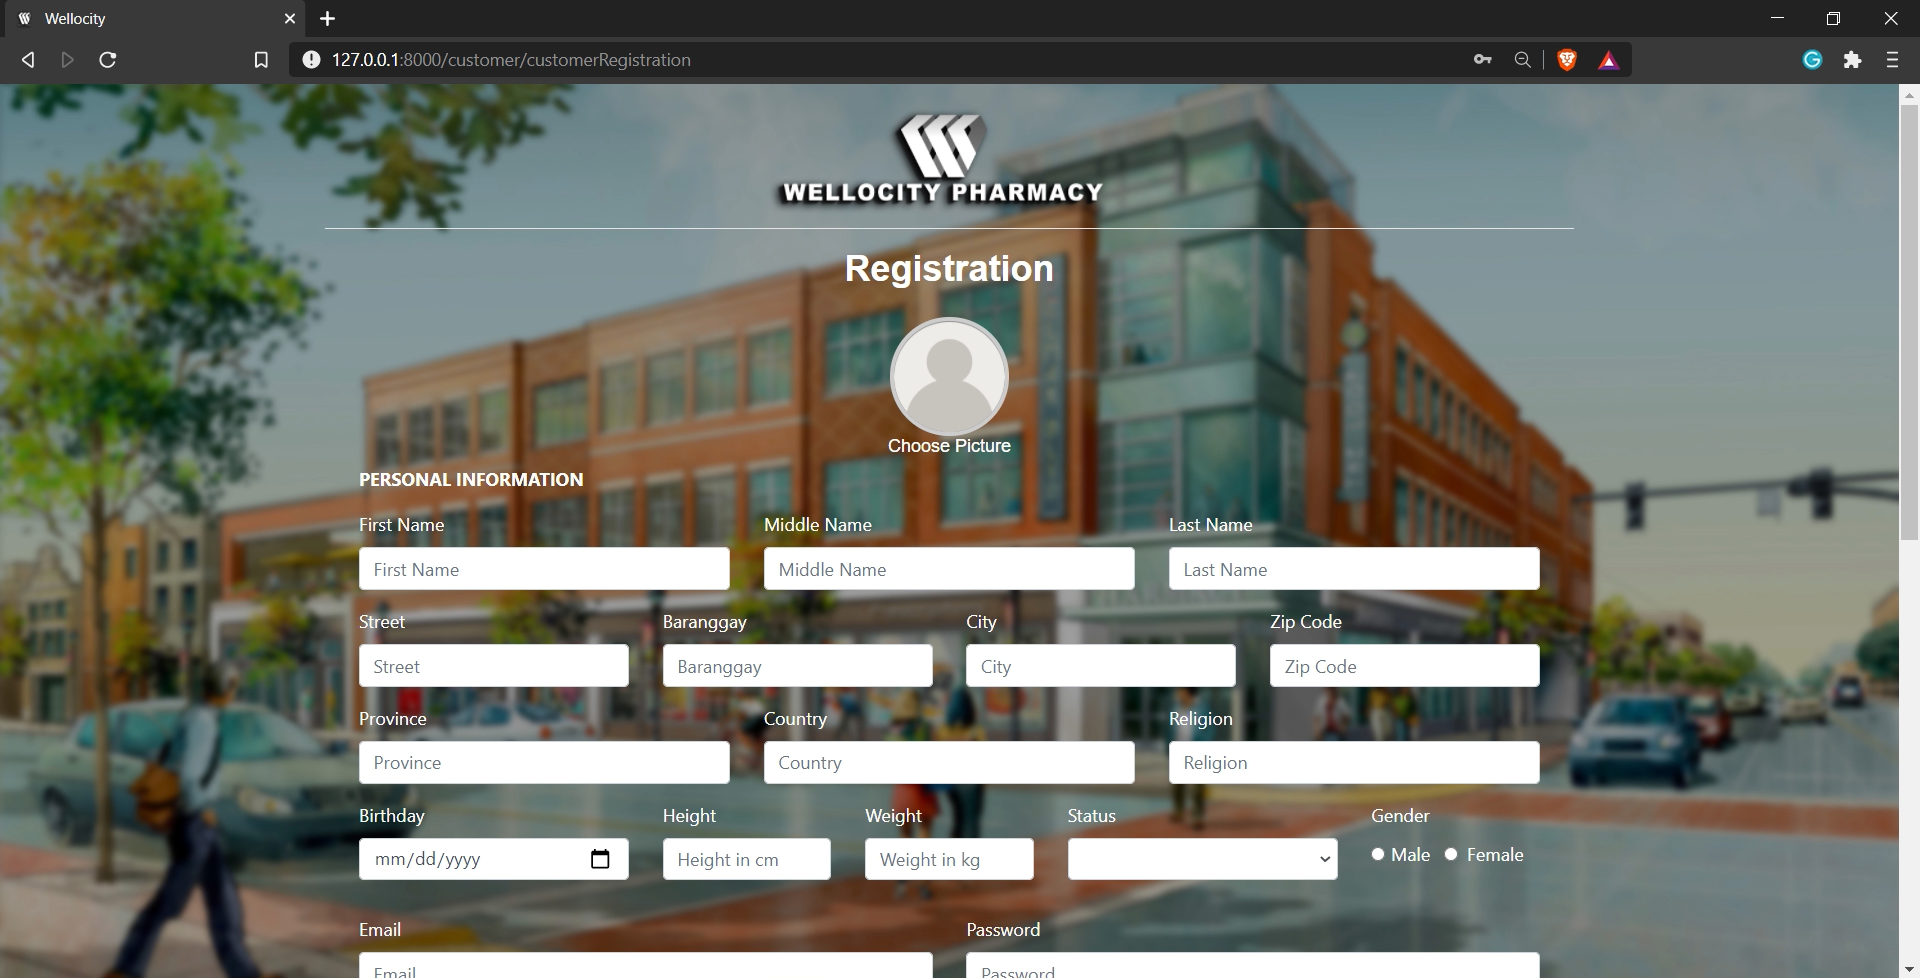 Wellocity
127.0.0.1:8000/customer/customerRegistration
WELLOCITY PHARMACY
Registration
Choose Picture
PERSONAL INFORMATION
First Name Middle Name Last Name
First Name Middle Name Last Name
Street Baranggay City Zip Code
Street Baranggay City Zip Code
Province Country Religion
Province Country Religion
Birthday Height Weight Status Gender
mm/dd/yyyy Height in cm Weight in kg Male Female
Email Password
Email Password